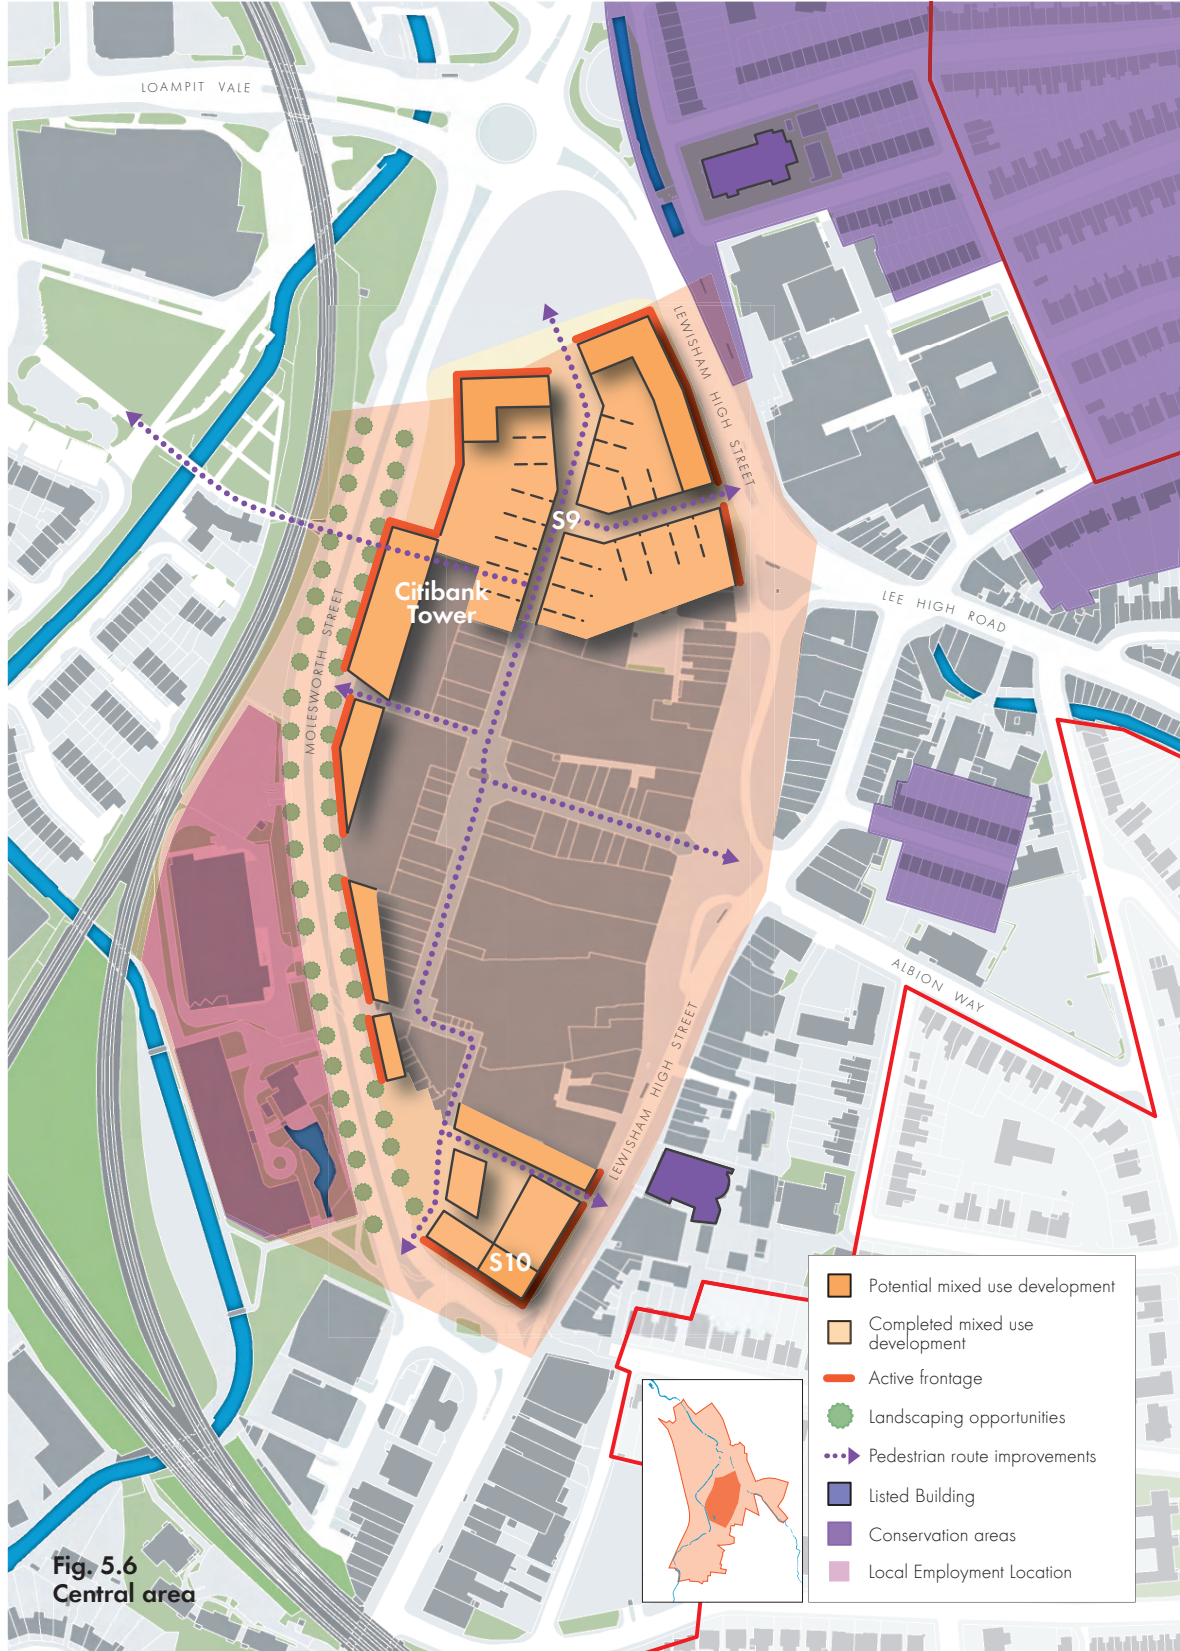 LOAMPIT VALE
LEWISHAM HIGH STREET
S9
Citibank
Tower
MOLESWORTH STREET
LEE HIGH ROAD
ALBION WAY
LEWISHAM HIGH STREET
S10
Potential mixed use development
Completed mixed use
development
Active frontage
Landscaping opportunities
Pedestrian route improvements
Listed Building
Conservation areas
Local Employment Location
Fig. 5.6
Central area